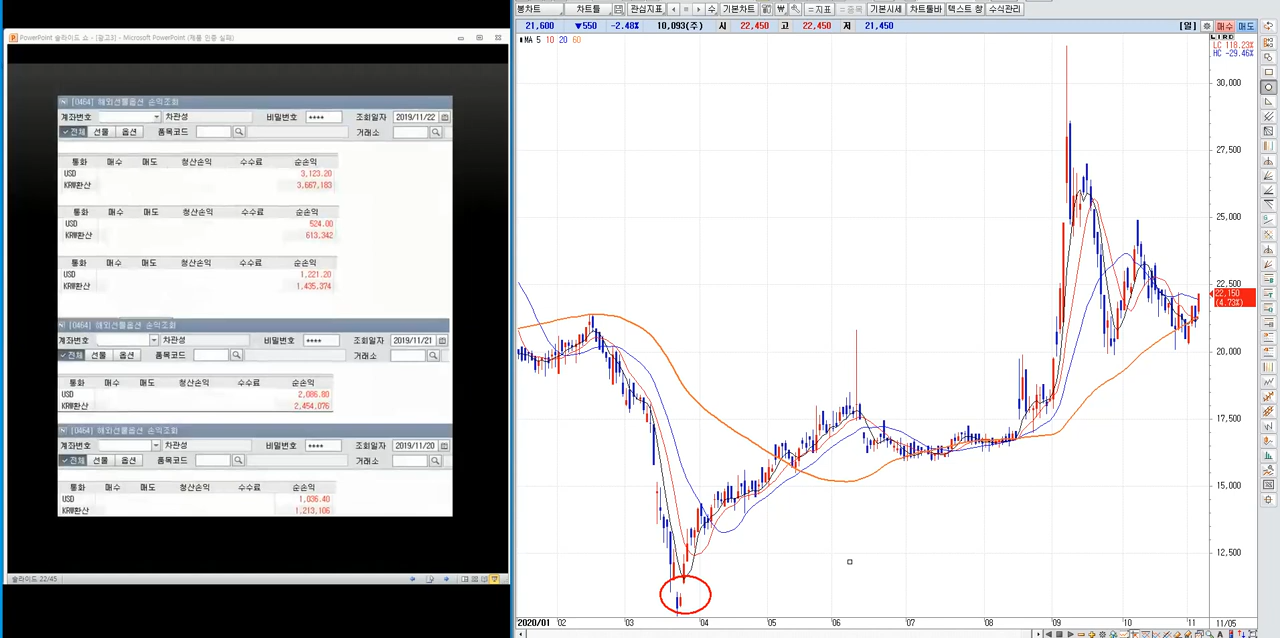 PowerPoint 슬라이드 쇼 - [광고3] - Microsoft PowerPoint (제품 인증 실패)
[0464] 해외선물옵션 손익조회
계좌번호 차관성 비밀번호 **** 조회일자 2019/11/22
전체 선물 옵션 품목코드 거래소
통화 매수 매도 청산손익 수수료 순손익
USD 3,123.20
KRW환산 3,667,183
통화 매수 매도 청산손익 수수료 순손익
USD 524.00
KRW환산 613,342
통화 매수 매도 청산손익 수수료 순손익
USD 1,221.20
KRW환산 1,435,374
[0464] 해외선물옵션 손익조회
계좌번호 차관성 비밀번호 **** 조회일자 2019/11/21
전체 선물 옵션 품목코드 거래소
통화 매수 매도 청산손익 수수료 순손익
USD 2,086.80
KRW환산 2,454,076
[0464] 해외선물옵션 손익조회
계좌번호 차관성 비밀번호 **** 조회일자 2019/11/20
전체 선물 옵션 품목코드 거래소
통화 매수 매도 청산손익 수수료 순손익
USD 1,036.40
KRW환산 1,213,106
슬라이드 22/45
봉차트 차트툴 관심지표 수 기본차트 ₩ =지표 =종목 기본시세 차트툴바 텍스트 창 수식관리
21,600 ▼550 -2.48% 10,093(주) 시 22,450 고 22,450 저 21,450 [일] 매수 매도
MA 5 10 20 60
LC 118.23%
HC -29.46%
30,000
27,500
25,000
22,500
22,150
(4.73%)
20,000
17,500
15,000
12,500
2020/01 02 03 04 05 06 07 08 09 10 11 11/05